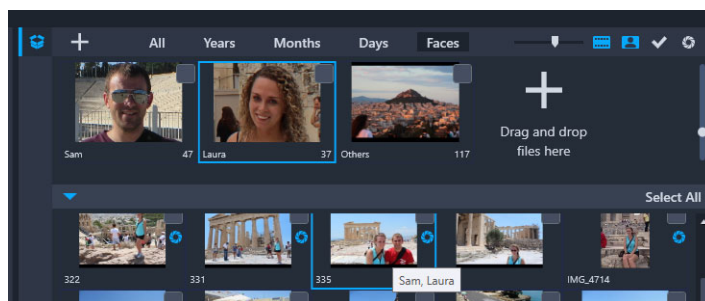 All Years Months Days Faces
Sam 47 Laura 37 Others 117
Drag and drop
files here
Select All
322 331 335 IMG_4714
Sam, Laura